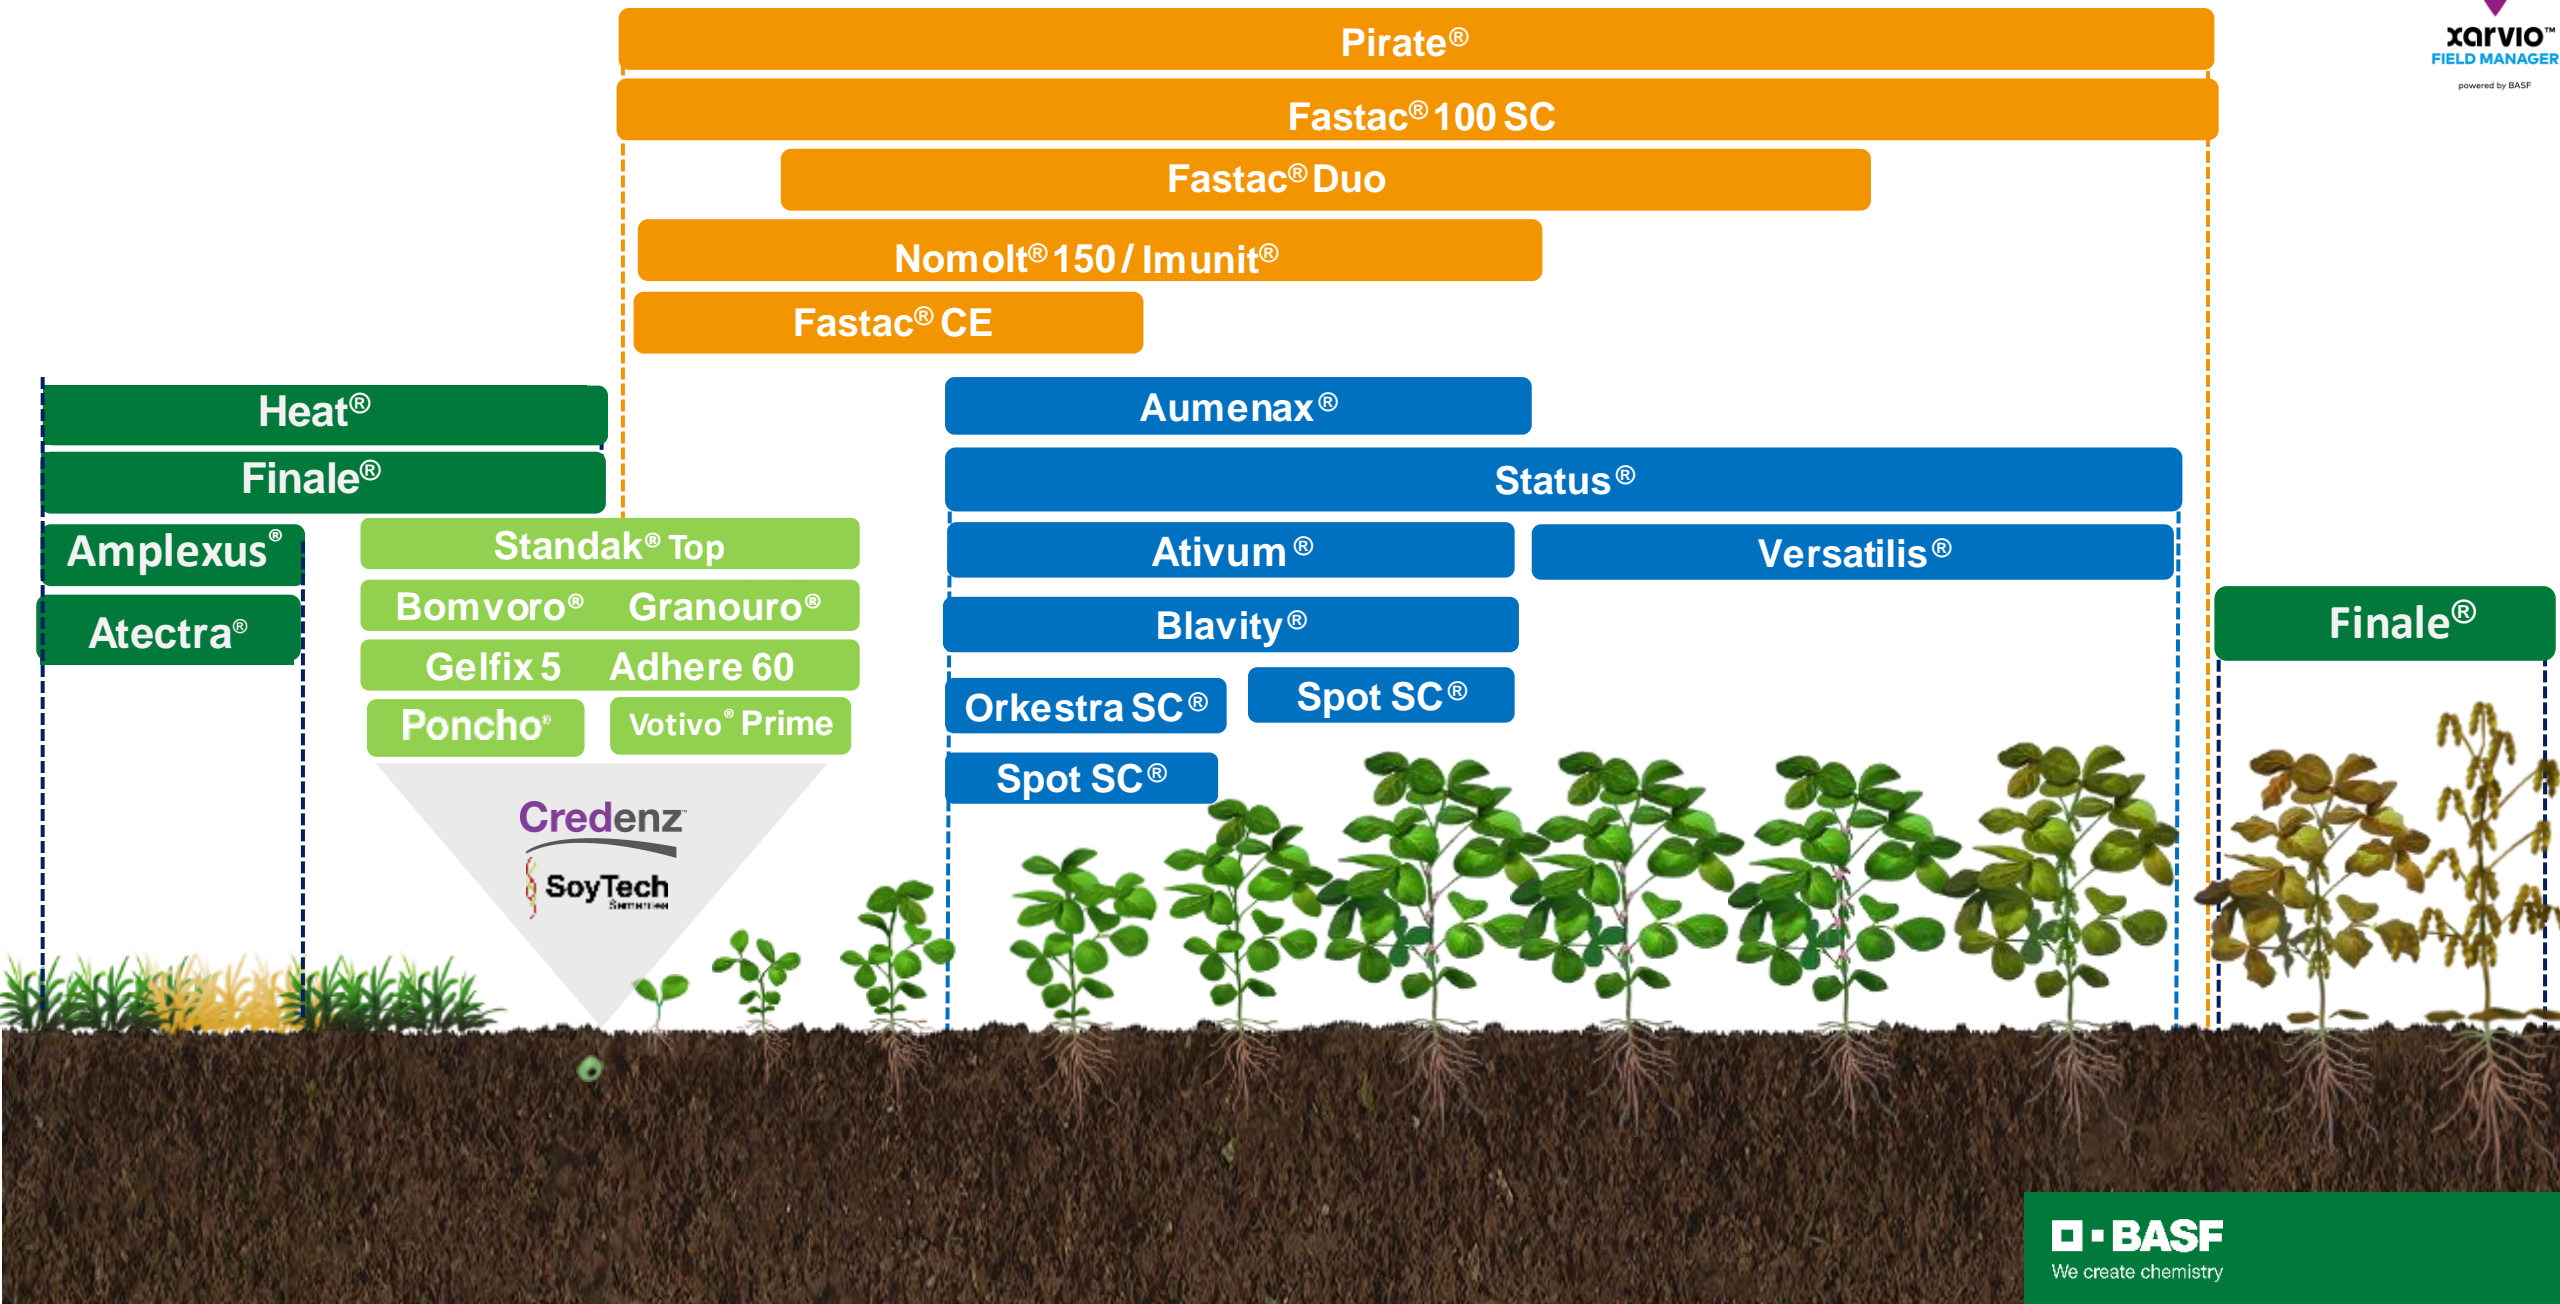 Pirate®
xarvio™
FIELD MANAGER
powered by BASF
Fastac® 100 SC
Fastac® Duo
Nomolt® 150 / Imunit®
Fastac® CE
Heat®
Aumenax®
Finale®
Status®
Amplexus®
Standak® Top
Ativum®
Versatilis®
Atectra®
Bomvoro® Granouro®
Blavity®
Finale®
Gelfix 5 Adhere 60
Orkestra SC®
Spot SC®
Poncho®
Votivo® Prime
Spot SC®
Credenz™
SoyTech
Sementes
BASF
We create chemistry